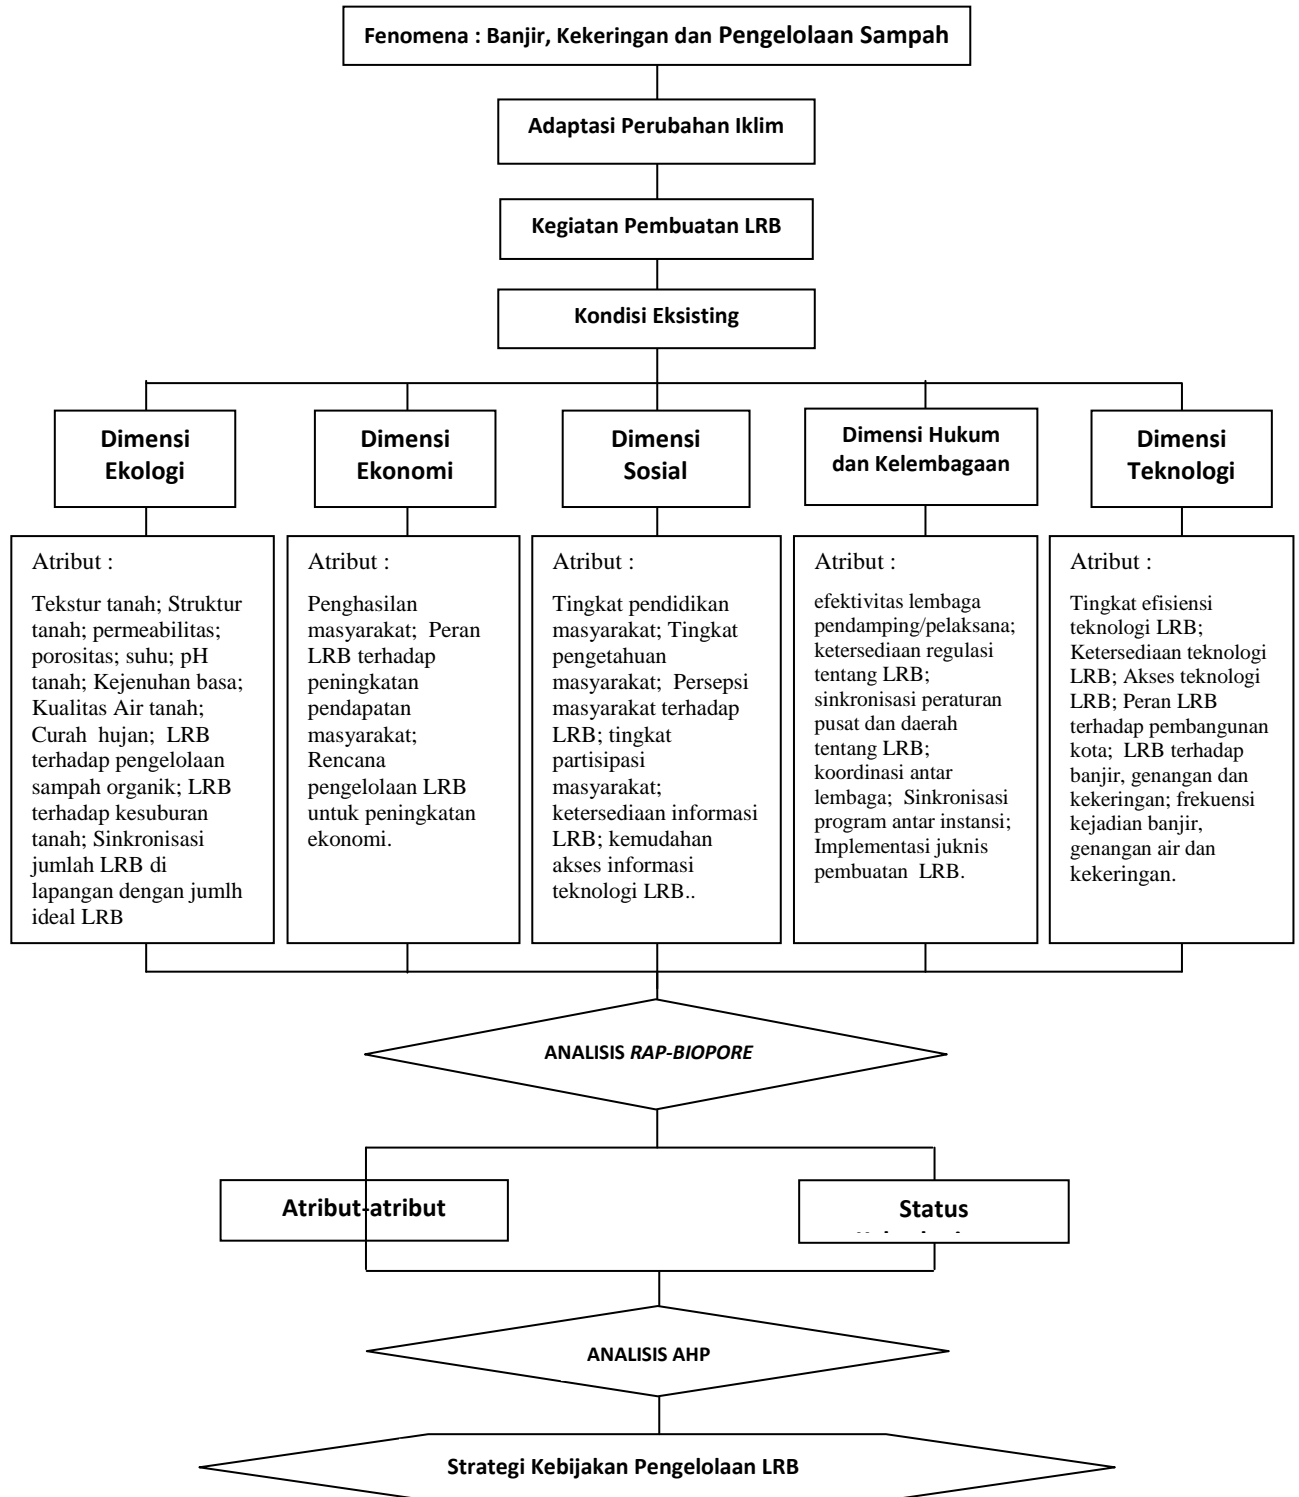 Fenomena : Banjir, Kekeringan dan Pengelolaan Sampah
Adaptasi Perubahan Iklim
Kegiatan Pembuatan LRB
Kondisi Eksisting
Dimensi
Ekologi
Dimensi
Ekonomi
Dimensi
Sosial
Dimensi Hukum
dan Kelembagaan
Dimensi
Teknologi
Atribut :
Tekstur tanah; Struktur
tanah; permeabilitas;
porositas; suhu; pH
tanah; Kejenuhan basa;
Kualitas Air tanah;
Curah hujan; LRB
terhadap pengelolaan
sampah organik; LRB
terhadap kesuburan
tanah; Sinkronisasi
jumlah LRB di
lapangan dengan jumlh
ideal LRB
Atribut :
Penghasilan
masyarakat; Peran
LRB terhadap
peningkatan
pendapatan
masyarakat;
Rencana
pengelolaan LRB
untuk peningkatan
ekonomi.
Atribut :
Tingkat pendidikan
masyarakat; Tingkat
pengetahuan
masyarakat; Persepsi
masyarakat terhadap
LRB; tingkat
partisipasi
masyarakat;
ketersediaan informasi
LRB; kemudahan
akses informasi
teknologi LRB..
Atribut :
efektivitas lembaga
pendamping/pelaksana;
ketersediaan regulasi
tentang LRB;
sinkronisasi peraturan
pusat dan daerah
tentang LRB;
koordinasi antar
lembaga; Sinkronisasi
program antar instansi;
Implementasi juknis
pembuatan LRB.
Atribut :
Tingkat efisiensi
teknologi LRB;
Ketersediaan teknologi
LRB; Akses teknologi
LRB; Peran LRB
terhadap pembangunan
kota; LRB terhadap
banjir, genangan dan
kekeringan; frekuensi
kejadian banjir,
genangan air dan
kekeringan.
ANALISIS RAP-BIOPORE
Atribut-atribut
Status
ANALISIS AHP
Strategi Kebijakan Pengelolaan LRB